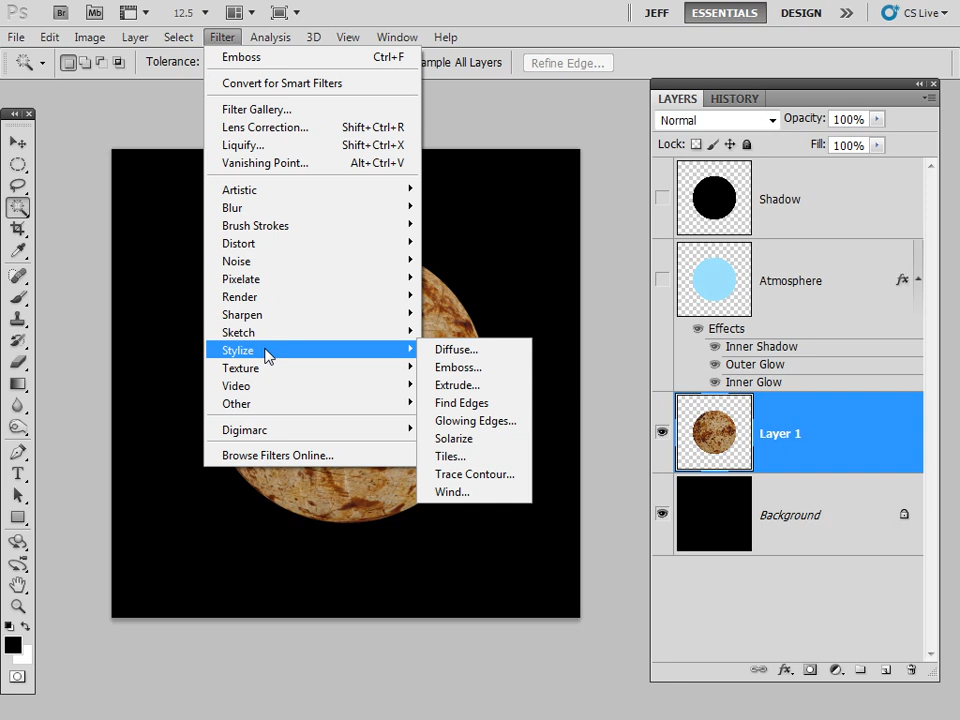 Ps Br Mb 12.5 JEFF ESSENTIALS DESIGN CS Live
File Edit Image Layer Select Filter Analysis 3D View Window Help
Tolerance: ample All Layers Refine Edge...
Emboss Ctrl+F
Convert for Smart Filters
Filter Gallery...
Lens Correction... Shift+Ctrl+R
Liquify... Shift+Ctrl+X
Vanishing Point... Alt+Ctrl+V
Artistic
Blur
Brush Strokes
Distort
Noise
Pixelate
Render
Sharpen
Sketch
Stylize
Texture
Video
Other
Digimarc
Browse Filters Online...
Diffuse...
Emboss...
Extrude...
Find Edges
Glowing Edges...
Solarize
Tiles...
Trace Contour...
Wind...
LAYERS HISTORY
Normal Opacity: 100%
Lock: Fill: 100%
Shadow
Atmosphere fx
Effects
Inner Shadow
Outer Glow
Inner Glow
Layer 1
Background
fx